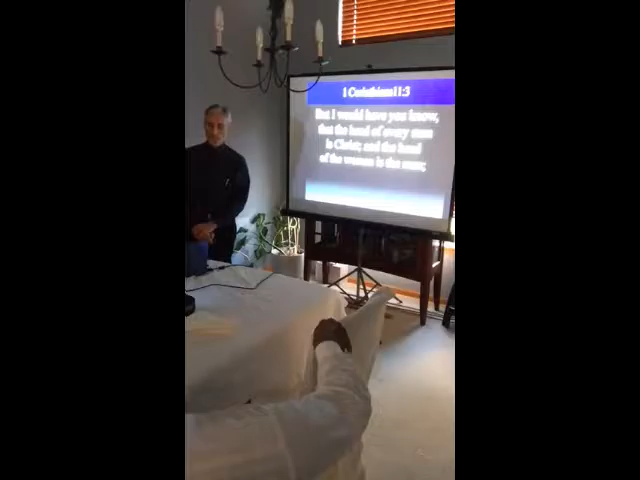 1 Corinthians 11:3
But I would have you know,
that the head of every man
is Christ; and the head
of the woman is the man;